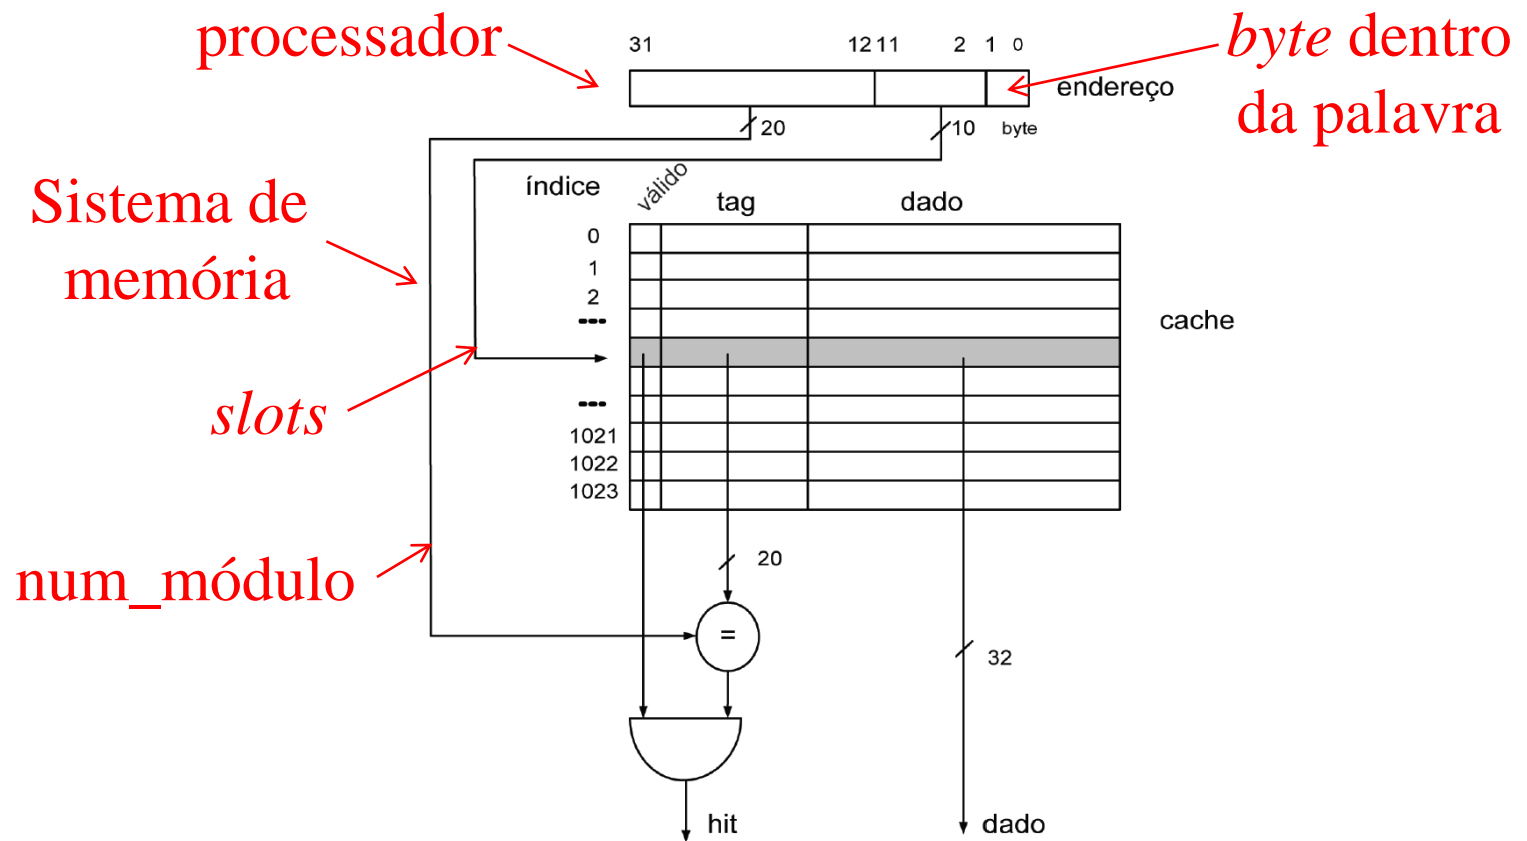 processador
31 12 11 2 1 0
byte dentro
da palavra
endereço
20 10 byte
Sistema de
memória
índice válido tag dado
0
1
2
---
cache
slots
---
1021
1022
1023
num_módulo
20
=
32
hit
dado